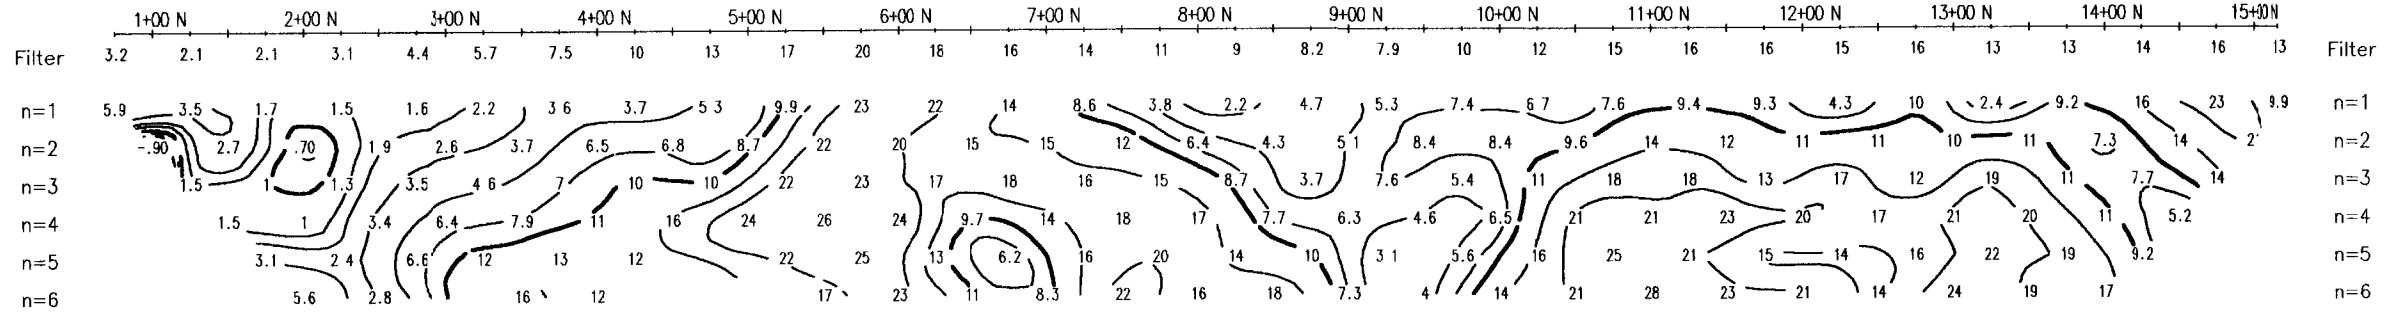 1+00 N 2+00 N 3+00 N 4+00 N 5+00 N 6+00 N 7+00 N 8+00 N 9+00 N 10+00 N 11+00 N 12+00 N 13+00 N 14+00 N 15+00 N
Filter 3.2 2.1 2.1 3.1 4.4 5.7 7.5 10 13 17 20 18 16 14 11 9 8.2 7.9 10 12 15 16 16 15 16 13 13 14 16 13 Filter
n=1 5.9 3.5 1.7 1.5 1.6 2.2 3 6 3.7 5 3 9.9 23 22 14 8.6 3.8 2.2 4.7 5.3 7.4 6 7 7.6 9.4 9.3 4.3 10 2.4 9.2 16 23 9.9 n=1
n=2 -.90 2.7 .70 1 9 2.6 3.7 6.5 6.8 8.7 22 20 15 15 12 6.4 4.3 5 1 8.4 8.4 9.6 14 12 11 11 10 11 7.3 14 2 n=2
n=3 1.5 1 1.3 3.5 4 6 7 10 10 22 23 17 18 16 15 8.7 3.7 7.6 5.4 11 18 18 13 17 12 19 11 7.7 14 n=3
n=4 1.5 1 3.4 6.4 7.9 11 16 24 26 24 9.7 14 18 17 7.7 6.3 4.6 6.5 21 21 23 20 17 21 20 11 5.2 n=4
n=5 3.1 2 4 6.6 12 13 12 22 25 13 6.2 16 20 14 10 3 1 5.6 16 25 21 15 14 16 22 19 9.2 n=5
n=6 5.6 2.8 16 12 17 23 11 8.3 22 16 18 7.3 4 14 21 28 23 21 14 24 19 17 n=6